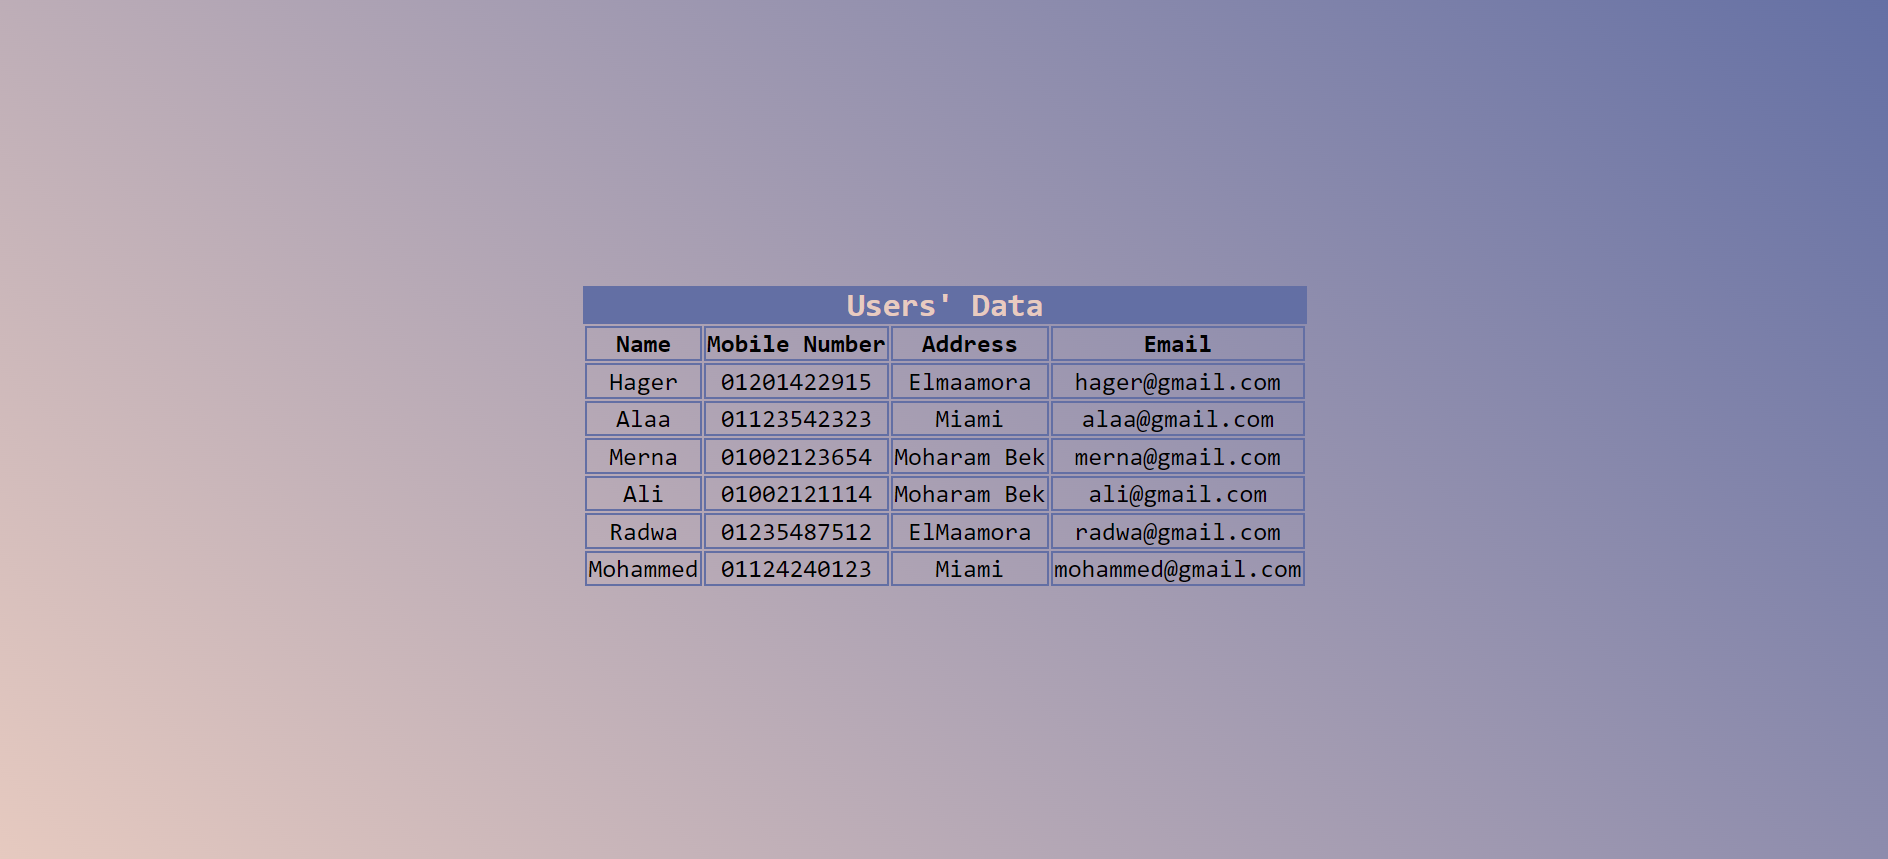 Users' Data
Name Mobile Number Address Email
Hager 01201422915 Elmaamora hager@gmail.com
Alaa 01123542323 Miami alaa@gmail.com
Merna 01002123654 Moharam Bek merna@gmail.com
Ali 01002121114 Moharam Bek ali@gmail.com
Radwa 01235487512 ElMaamora radwa@gmail.com
Mohammed 01124240123 Miami mohammed@gmail.com